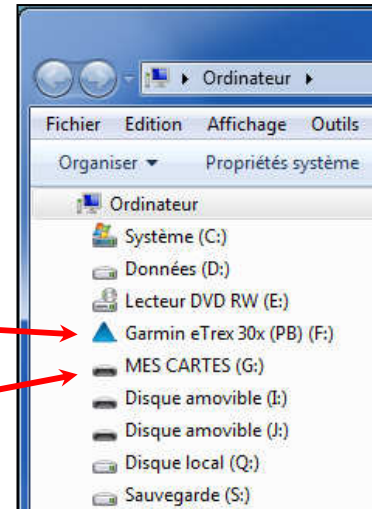 Ordinateur
Fichier Edition Affichage Outils
Organiser Propriétés système
Ordinateur
Système (C:)
Données (D:)
Lecteur DVD RW (E:)
Garmin eTrex 30x (PB) (F:)
MES CARTES (G:)
Disque amovible (I:)
Disque amovible (J:)
Disque local (Q:)
Sauvegarde (S:)